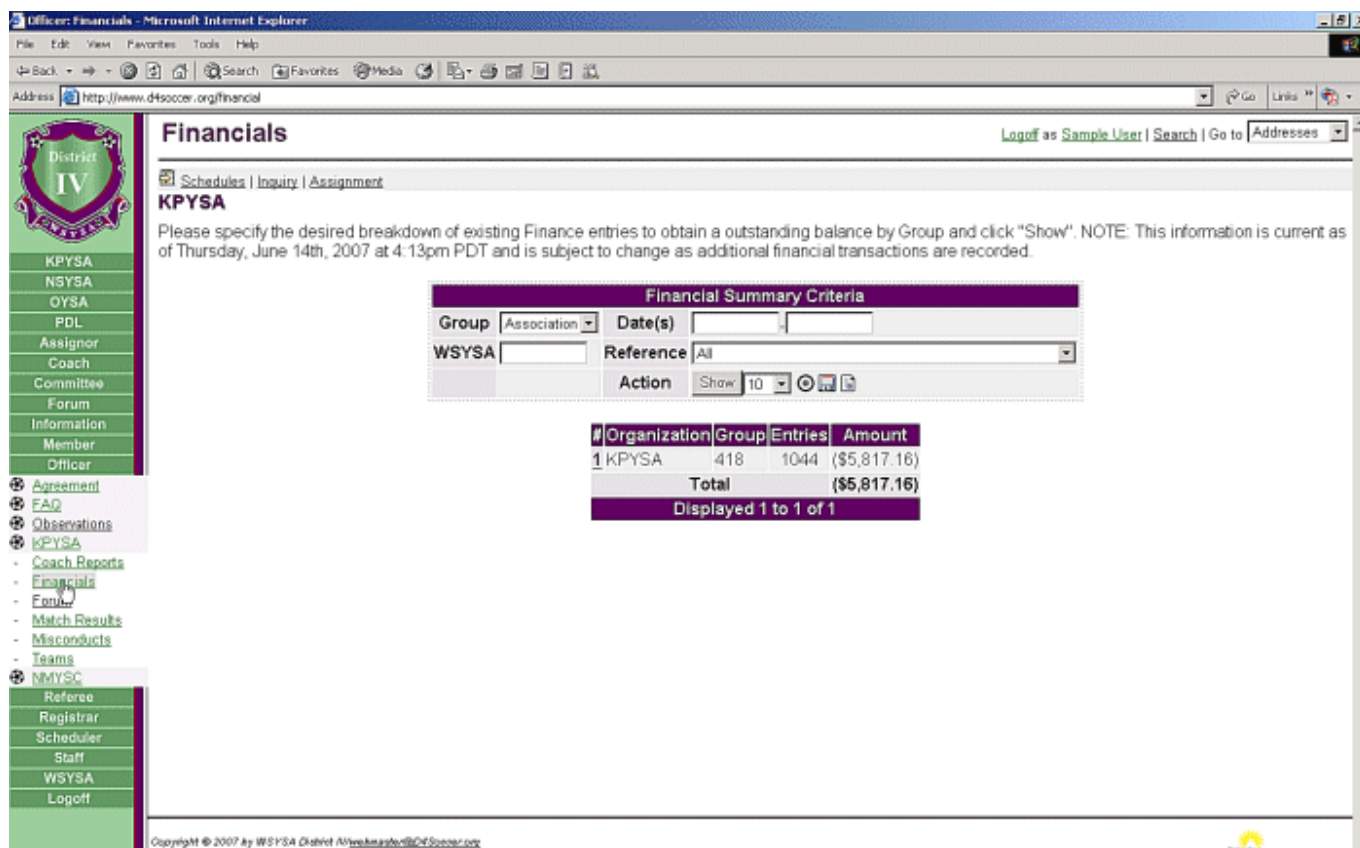 Officer: Financials - Microsoft Internet Explorer
File Edit View Favorites Tools Help
Back Search Favorites Media
Address http://www.d4soccer.org/financial Go Links »
District
IV
WSYSA
Financials
Logoff as Sample User | Search | Go to Addresses
Schedules | Inquiry | Assignment
KPYSA
Please specify the desired breakdown of existing Finance entries to obtain a outstanding balance by Group and click "Show". NOTE: This information is current as
of Thursday, June 14th, 2007 at 4:13pm PDT and is subject to change as additional financial transactions are recorded.
Financial Summary Criteria
Group Association Date(s) -
WSYSA Reference All
Action Show 10
# Organization Group Entries Amount
1 KPYSA 418 1044 ($5,817.16)
Total ($5,817.16)
Displayed 1 to 1 of 1
KPYSA
NSYSA
OYSA
PDL
Assignor
Coach
Committee
Forum
Information
Member
Officer
Agreement
FAQ
Observations
KPYSA
- Coach Reports
- Financials
- Forum
- Match Results
- Misconducts
- Teams
NMYSC
Referee
Registrar
Scheduler
Staff
WSYSA
Logoff
Copyright © 2007 by WSYSA District IV/webmaster@D4Soccer.org